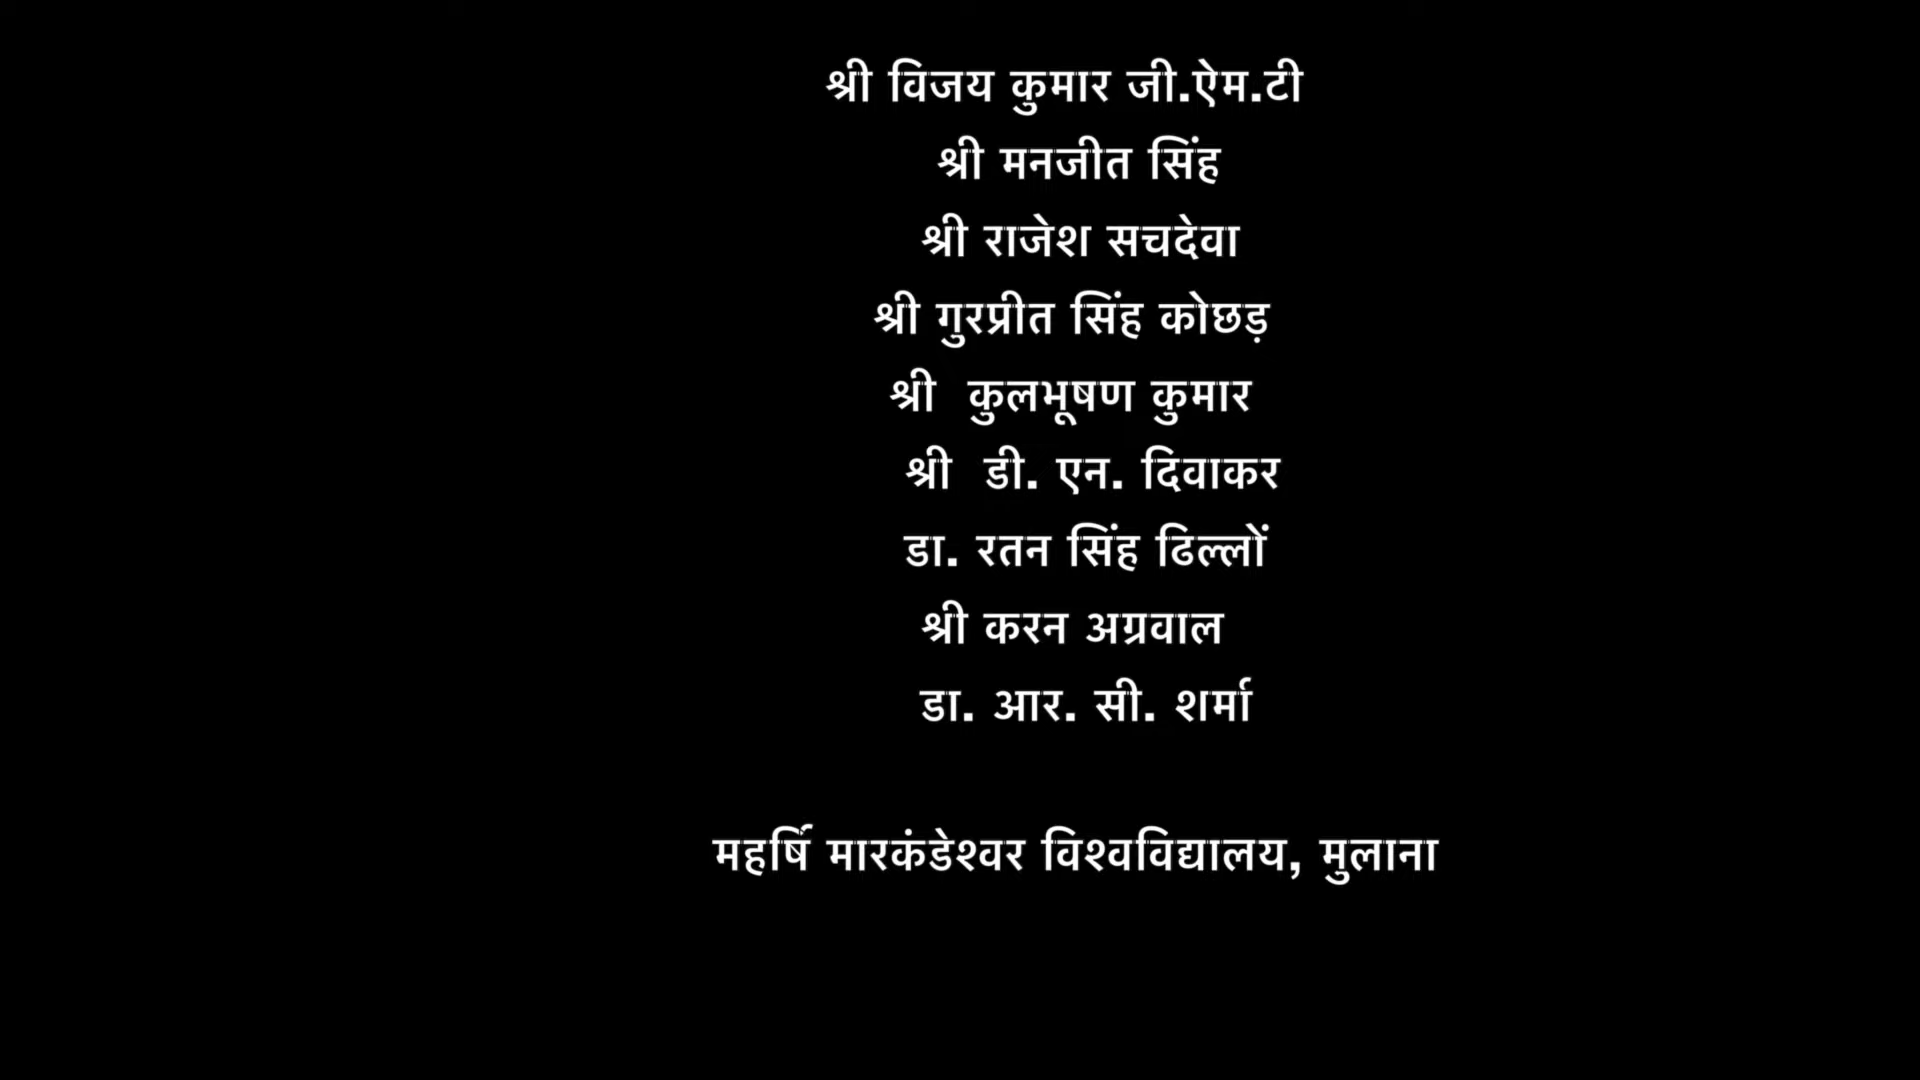 श्री विजय कुमार जी.ऐम.टी
श्री मनजीत सिंह
श्री राजेश सचदेवा
श्री गुरप्रीत सिंह कोछड़
श्री  कुलभूषण कुमार
श्री  डी. एन. दिवाकर
डा. रतन सिंह ढिल्लों
श्री करन अग्रवाल
डा. आर. सी. शर्मा
महर्षि मारकंडेश्वर विश्वविद्यालय, मुलाना